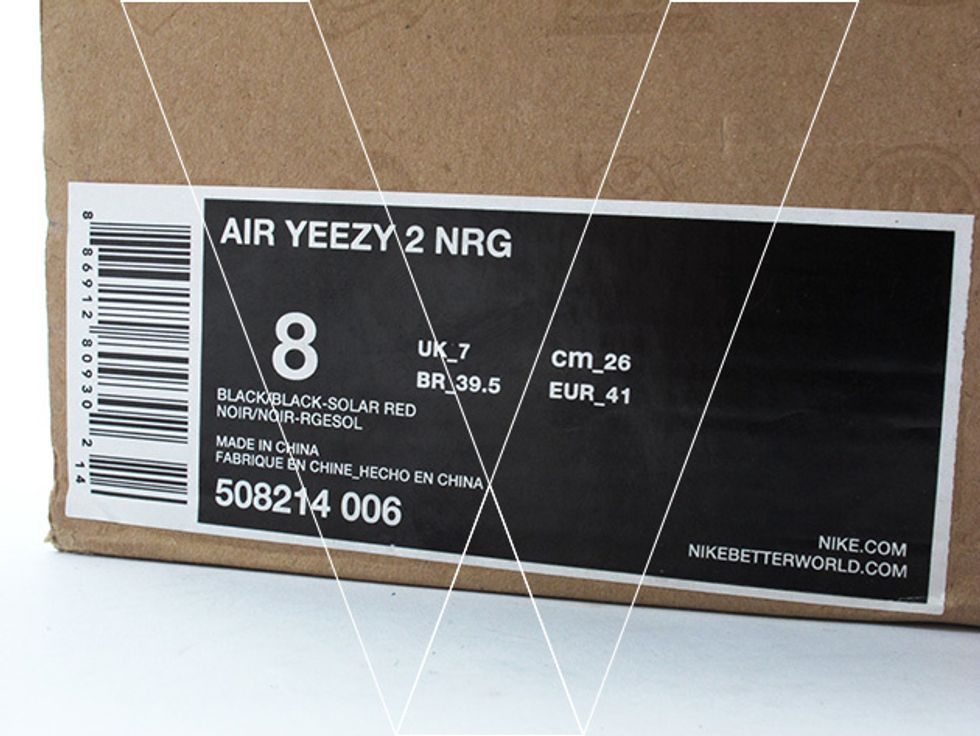 8 86912 80930 2 14
AIR YEEZY 2 NRG
8
UK_7
cm_26
BR_39.5
EUR_41
BLACK/BLACK-SOLAR RED
NOIR/NOIR-RGESOL
MADE IN CHINA
FABRIQUE EN CHINE_HECHO EN CHINA
508214 006
NIKE.COM
NIKEBETTERWORLD.COM